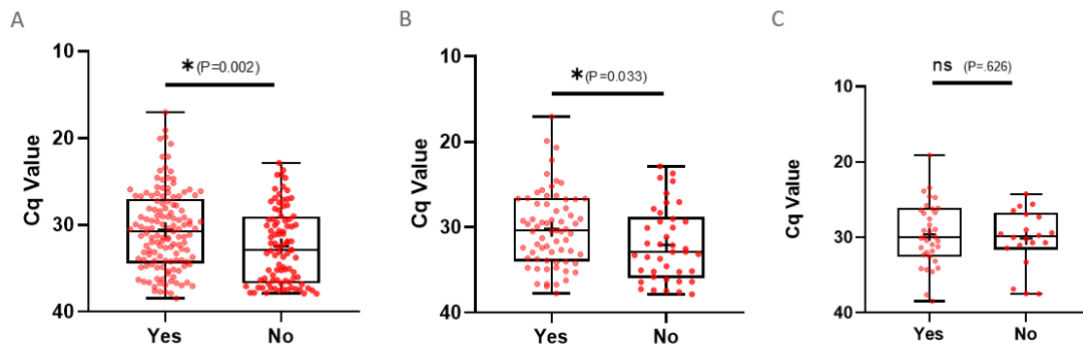 A
Cq Value
10
20
30
40
* (P=0.002)
Yes No
B
Cq Value
10
20
30
40
* (P=0.033)
Yes No
C
Cq Value
10
20
30
40
ns (P=.626)
Yes No